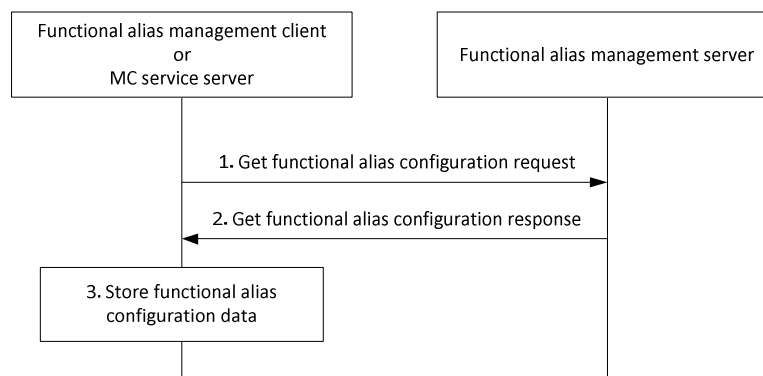 Functional alias management client
or
MC service server
Functional alias management server
1. Get functional alias configuration request
2. Get functional alias configuration response
3. Store functional alias
configuration data